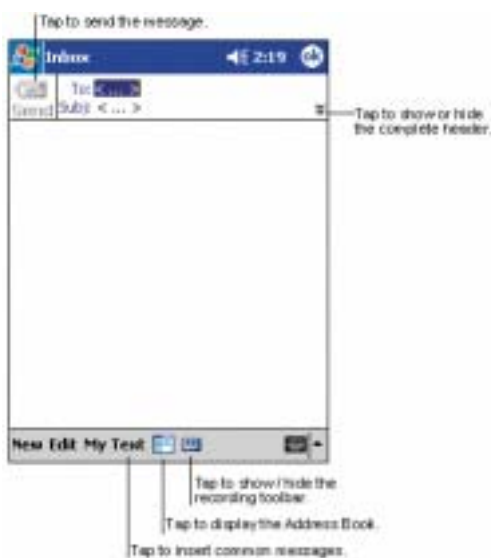 Tap to send the message.
Inbox 2:19 ok
To: < ... >
Send Subj: < ... >
Tap to show or hide
the complete header.
New Edit My Text
Tap to show / hide the
recording toolbar.
Tap to display the Address Book.
Tap to insert common messages.